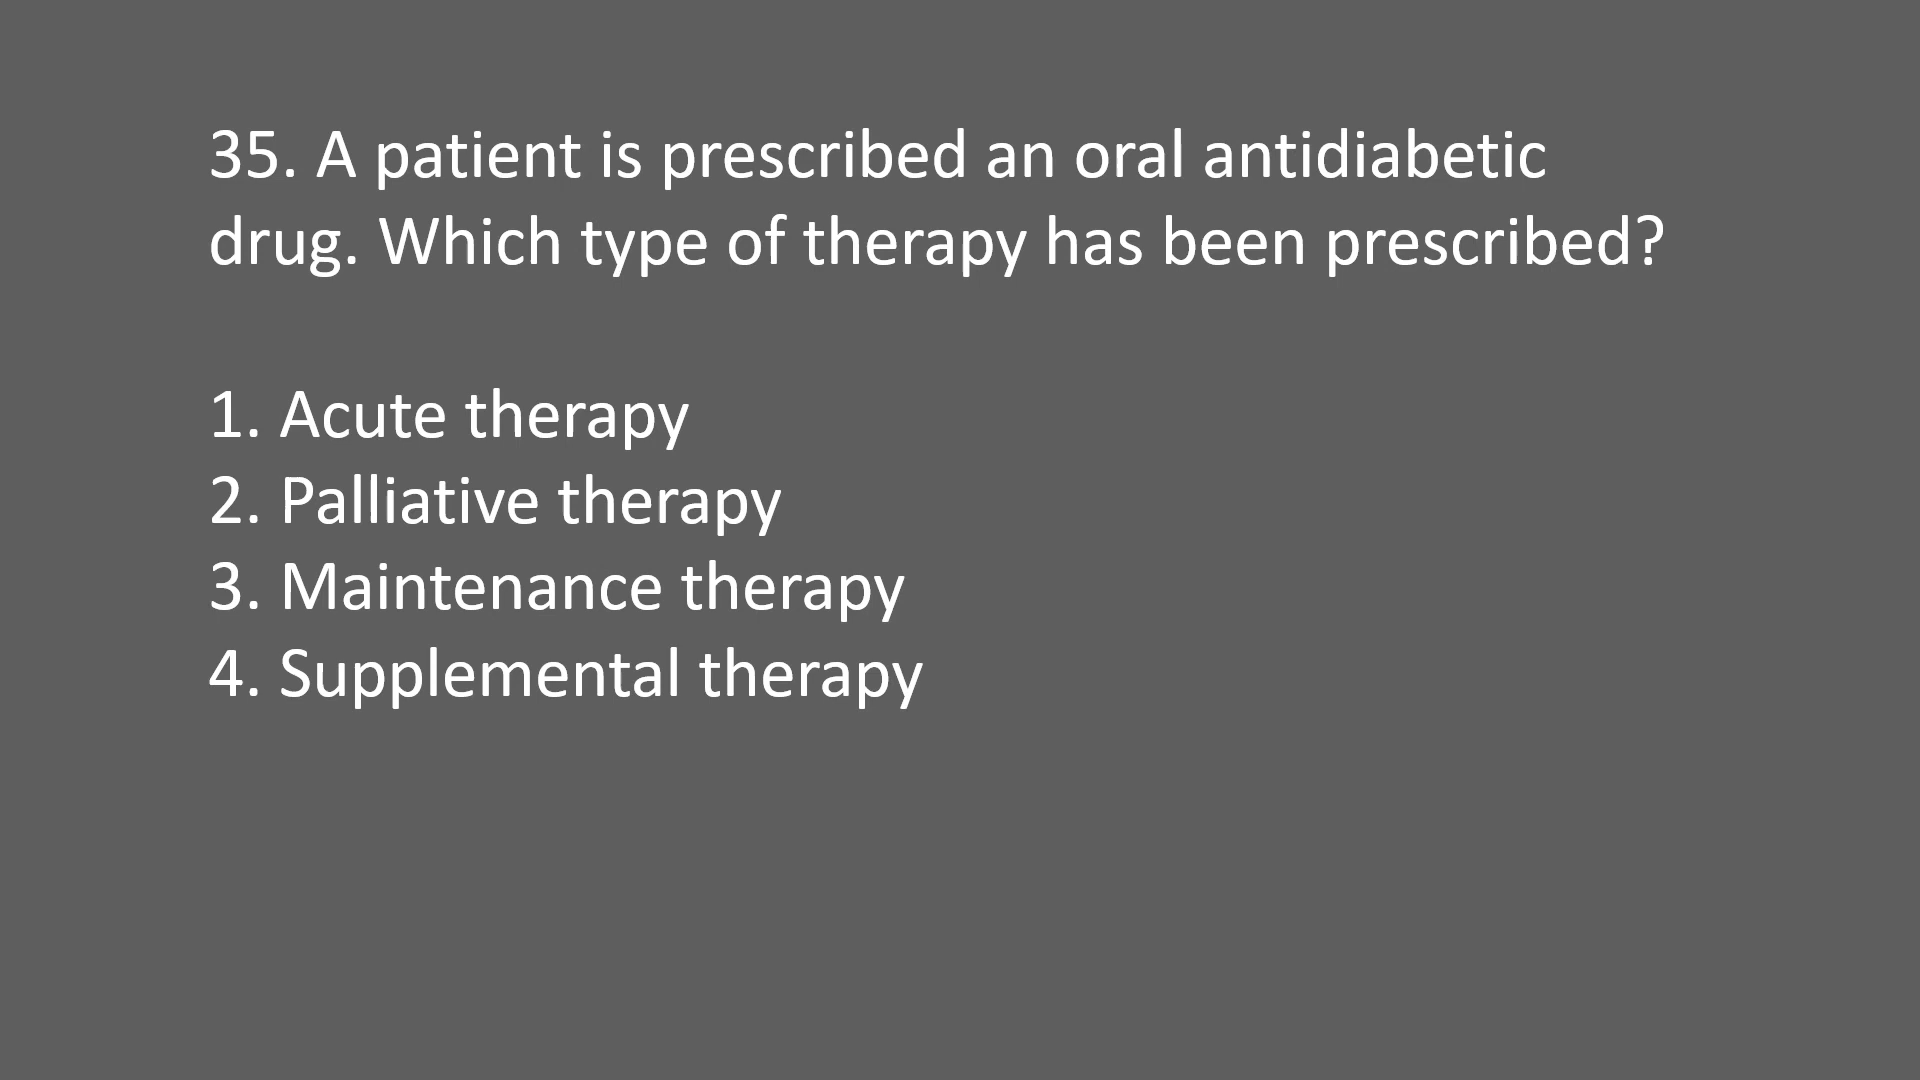 35. A patient is prescribed an oral antidiabetic
drug. Which type of therapy has been prescribed?
1. Acute therapy
2. Palliative therapy
3. Maintenance therapy
4. Supplemental therapy